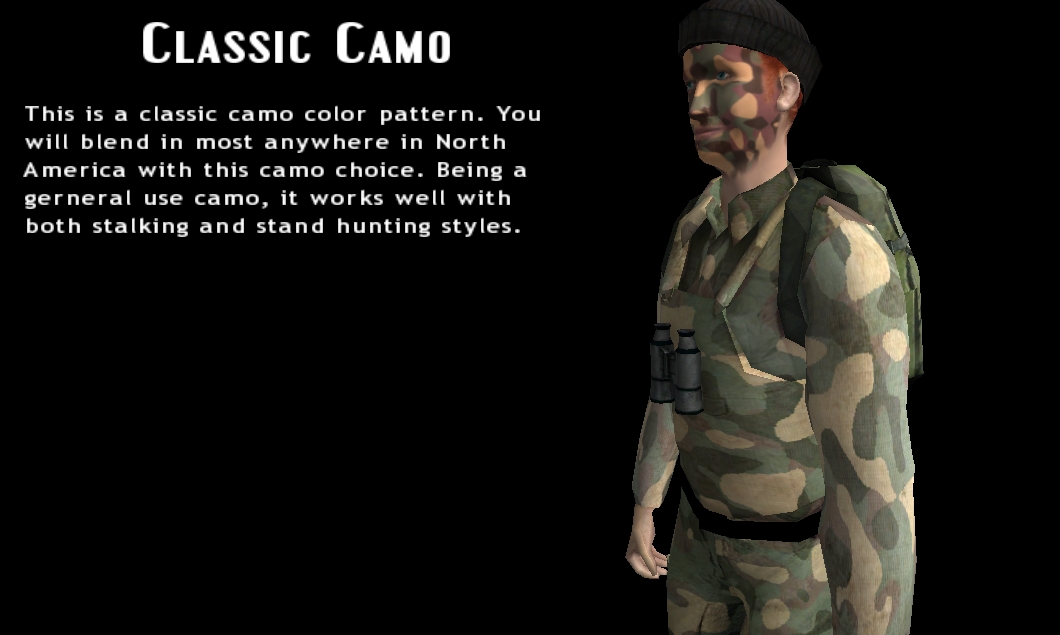 Classic Camo
This is a classic camo color pattern. You
will blend in most anywhere in North
America with this camo choice. Being a
gerneral use camo, it works well with
both stalking and stand hunting styles.